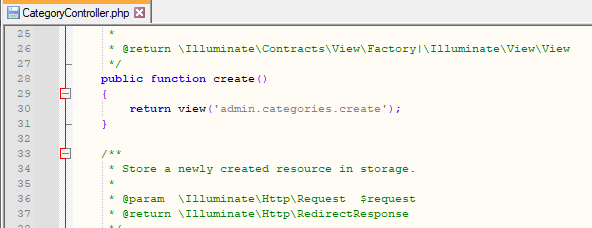 CategoryController.php
25 *
26 * @return \Illuminate\Contracts\View\Factory|\Illuminate\View\View
27 */
28 public function create()
29 {
30 return view('admin.categories.create');
31 }
32
33 /**
34 * Store a newly created resource in storage.
35 *
36 * @param  \Illuminate\Http\Request  $request
37 * @return \Illuminate\Http\RedirectResponse